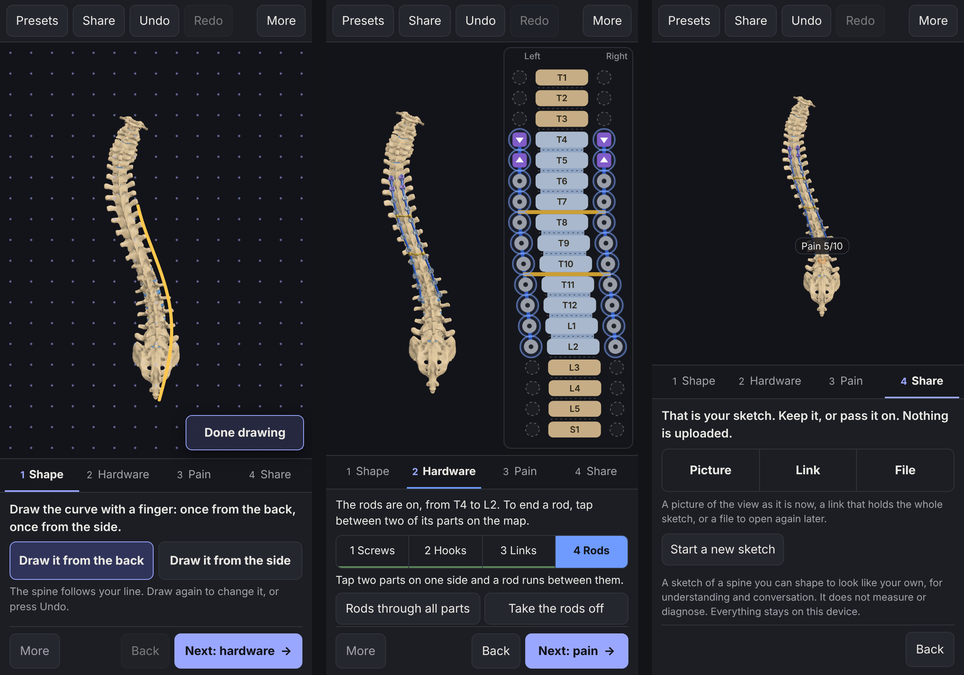 Presets Share Undo Redo More
Done drawing
1 Shape 2 Hardware 3 Pain 4 Share
Draw the curve with a finger: once from the back,
once from the side.
Draw it from the back Draw it from the side
The spine follows your line. Draw again to change it, or
press Undo.
More Back Next: hardware →
Presets Share Undo Redo More
Left Right
T1
T2
T3
T4
T5
T6
T7
T8
T9
T10
T11
T12
L1
L2
L3
L4
L5
S1
1 Shape 2 Hardware 3 Pain 4 Share
The rods are on, from T4 to L2. To end a rod, tap
between two of its parts on the map.
1 Screws 2 Hooks 3 Links 4 Rods
Tap two parts on one side and a rod runs between them.
Rods through all parts Take the rods off
More Back Next: pain →
Presets Share Undo Redo More
Pain 5/10
1 Shape 2 Hardware 3 Pain 4 Share
That is your sketch. Keep it, or pass it on. Nothing
is uploaded.
Picture Link File
A picture of the view as it is now, a link that holds the whole
sketch, or a file to open again later.
Start a new sketch
A sketch of a spine you can shape to look like your own, for
understanding and conversation. It does not measure or
diagnose. Everything stays on this device.
Back